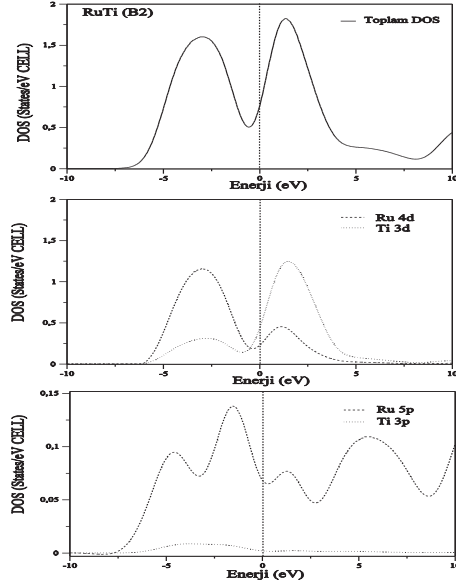 RuTi (B2)
Toplam DOS
DOS (States/eV CELL)
2
1,5
1
0,5
0
-10
-5
0
5
10
Enerji (eV)
Ru 4d
Ti 3d
DOS (States/eV CELL)
2
1,5
1
0,5
0
-10
-5
0
5
10
Enerji (eV)
Ru 5p
Ti 3p
DOS (States/eV CELL)
0,15
0,1
0,05
0
-10
-5
0
5
10
Enerji (eV)